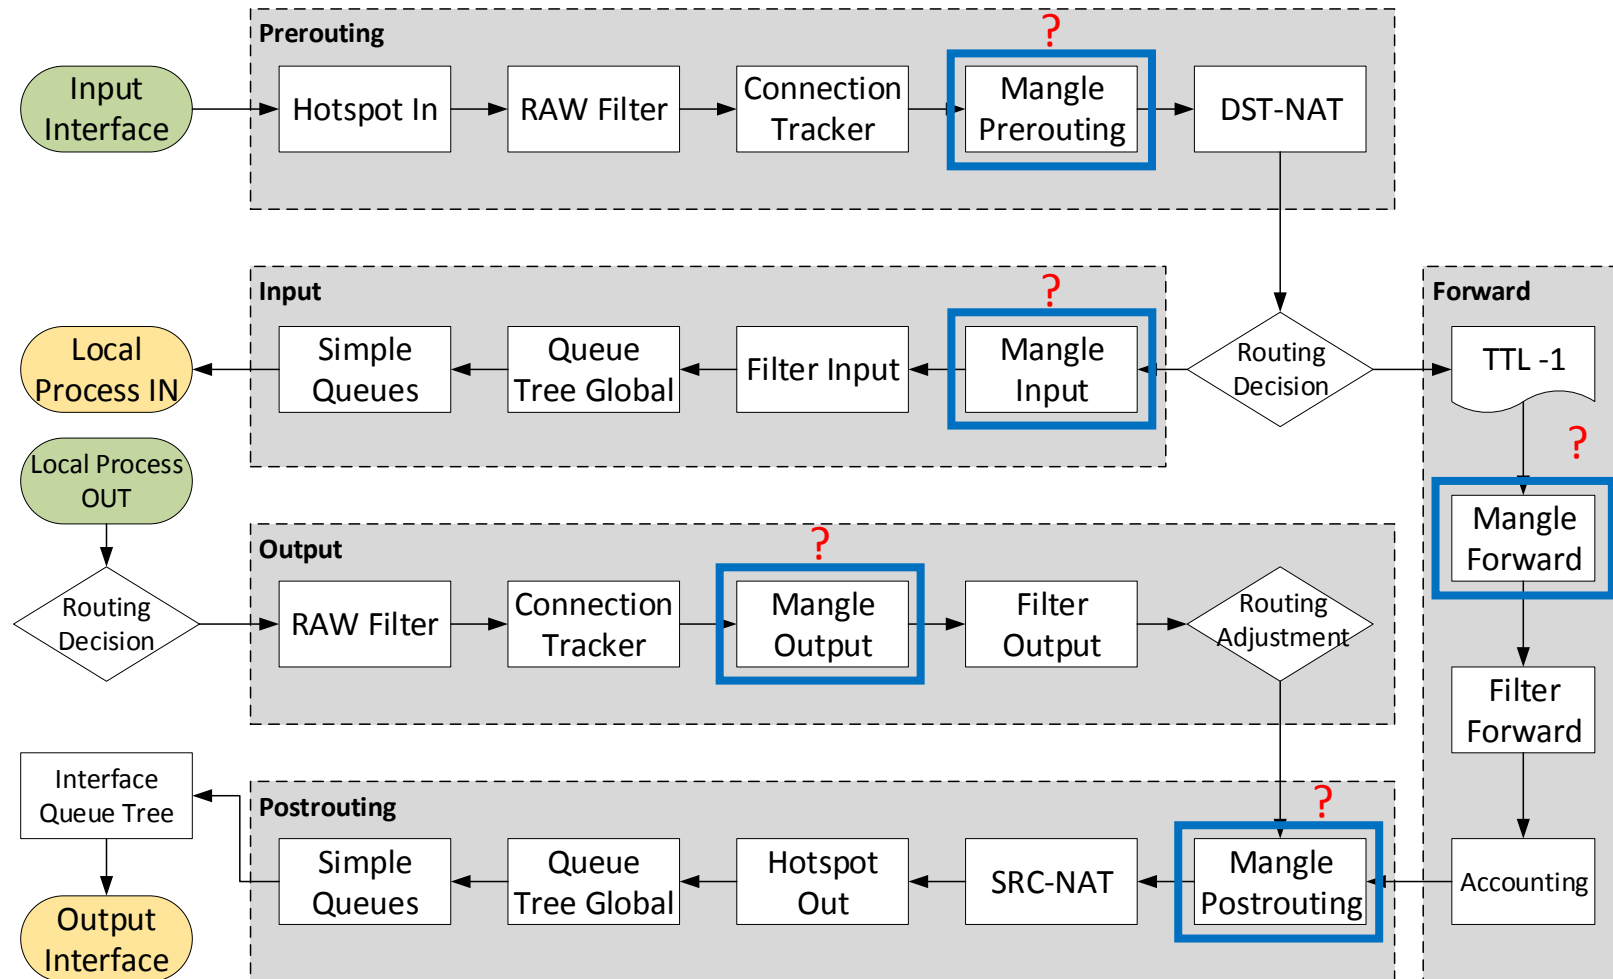 Prerouting
?
Input
Interface
Hotspot In
RAW Filter
Connection
Tracker
Mangle
Prerouting
DST-NAT
Input
?
Forward
Local
Process IN
Simple
Queues
Queue
Tree Global
Filter Input
Mangle
Input
Routing
Decision
TTL -1
?
Local Process
OUT
Mangle
Forward
Output
?
Routing
Decision
RAW Filter
Connection
Tracker
Mangle
Output
Filter
Output
Routing
Adjustment
Filter
Forward
Interface
Queue Tree
Postrouting
?
Simple
Queues
Queue
Tree Global
Hotspot
Out
SRC-NAT
Mangle
Postrouting
Accounting
Output
Interface